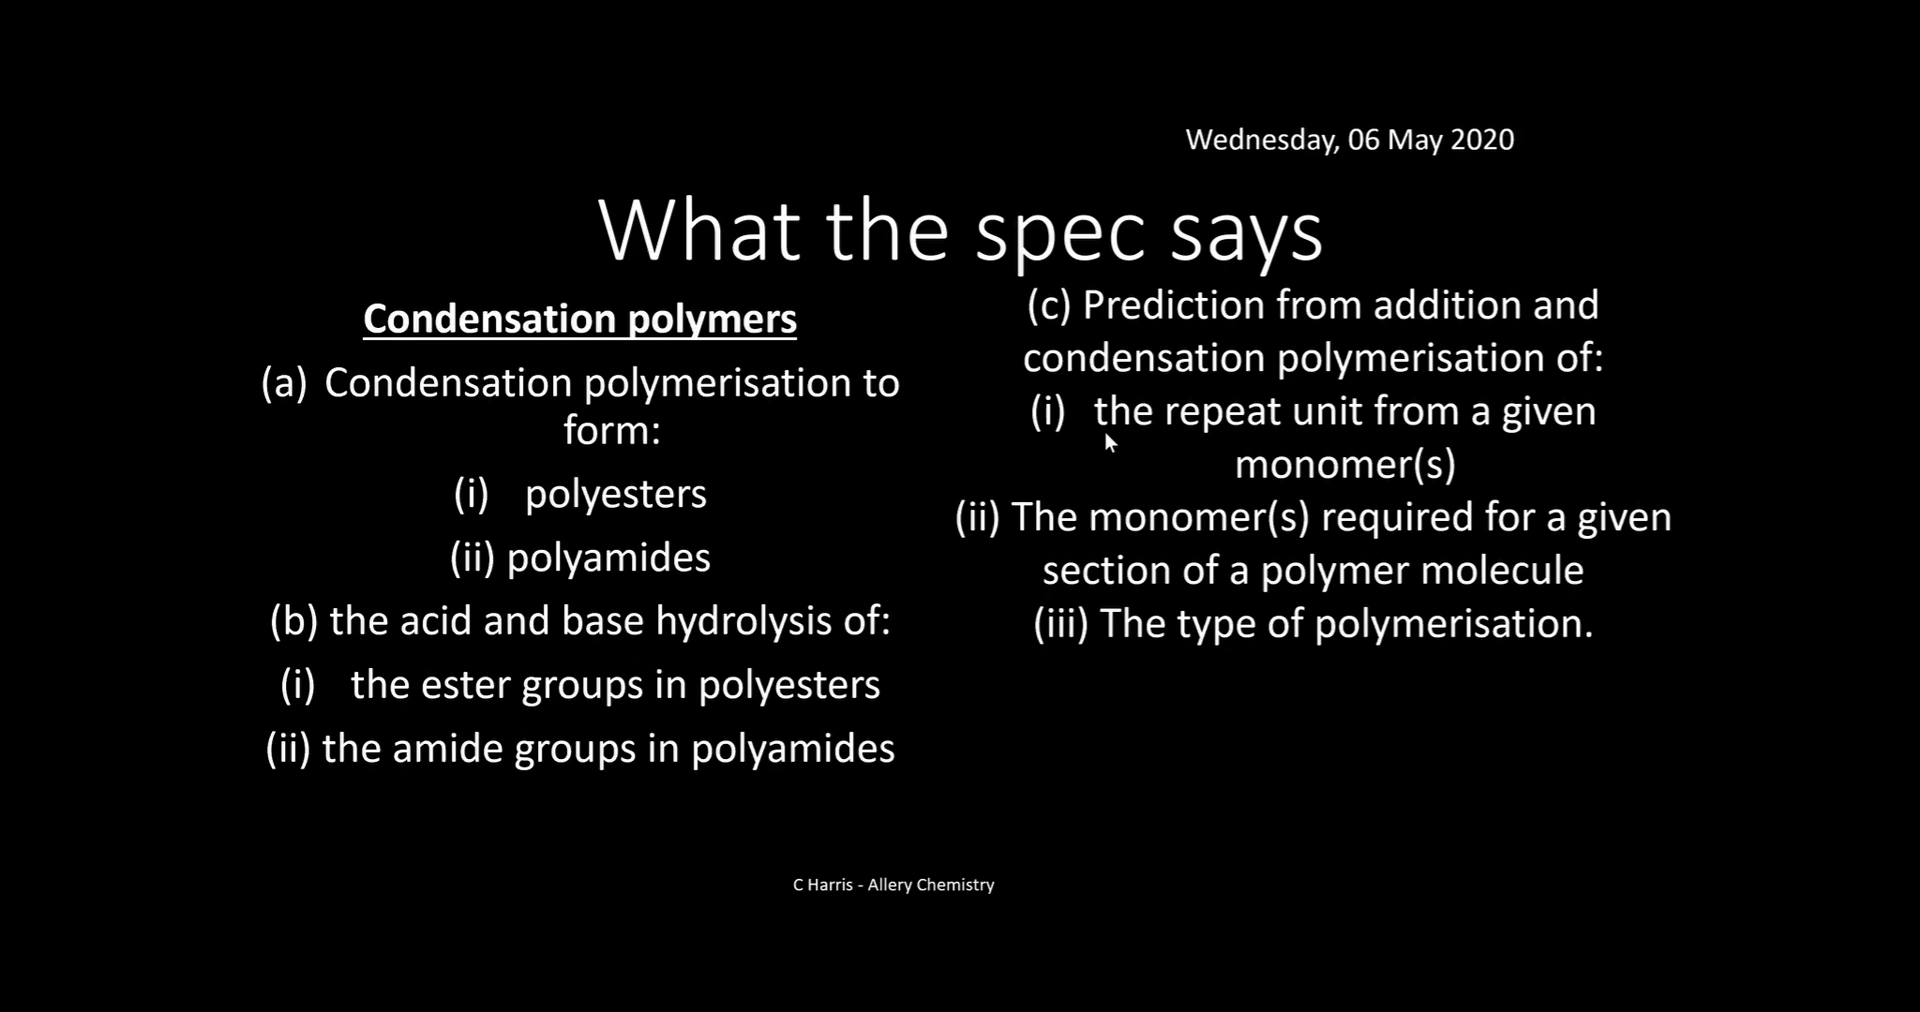 Wednesday, 06 May 2020
What the spec says
Condensation polymers
(a) Condensation polymerisation to
form:
(i) polyesters
(ii) polyamides
(b) the acid and base hydrolysis of:
(i) the ester groups in polyesters
(ii) the amide groups in polyamides
(c) Prediction from addition and
condensation polymerisation of:
(i) the repeat unit from a given
monomer(s)
(ii) The monomer(s) required for a given
section of a polymer molecule
(iii) The type of polymerisation.
C Harris - Allery Chemistry